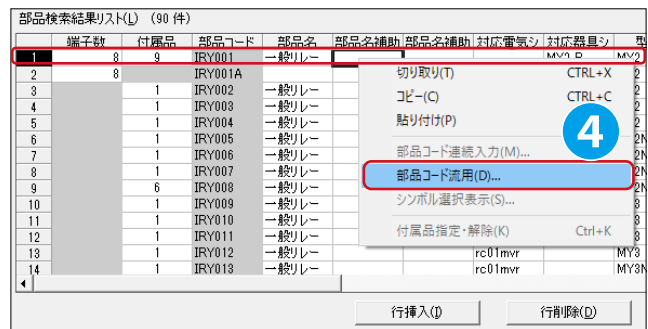 部品検索結果リスト(L) (90 件)
端子数 付属品 部品コード 部品名 部品名補助 部品名補助 対応電気シ 対応器具シ 型
1 8 9 IRY001 一般リレー MY2 R MY2
2 8 IRY001A
3 1 IRY002 一般リレー
4 1 IRY003 一般リレー
5 1 IRY004 一般リレー
6 1 IRY005 一般リレー
7 1 IRY006 一般リレー
8 1 IRY007 一般リレー
9 6 IRY008 一般リレー
10 1 IRY009 一般リレー
11 1 IRY010 一般リレー
12 1 IRY011 一般リレー
13 1 IRY012 一般リレー rc01mvr MY3
14 1 IRY013 一般リレー rc01mvr MY3N
切り取り(T) CTRL+X
コピー(C) CTRL+C
貼り付け(P)
4
部品コード連続入力(M)...
部品コード流用(D)...
シンボル選択表示(S)...
付属品指定・解除(K) Ctrl+K
行挿入(I) 行削除(D)